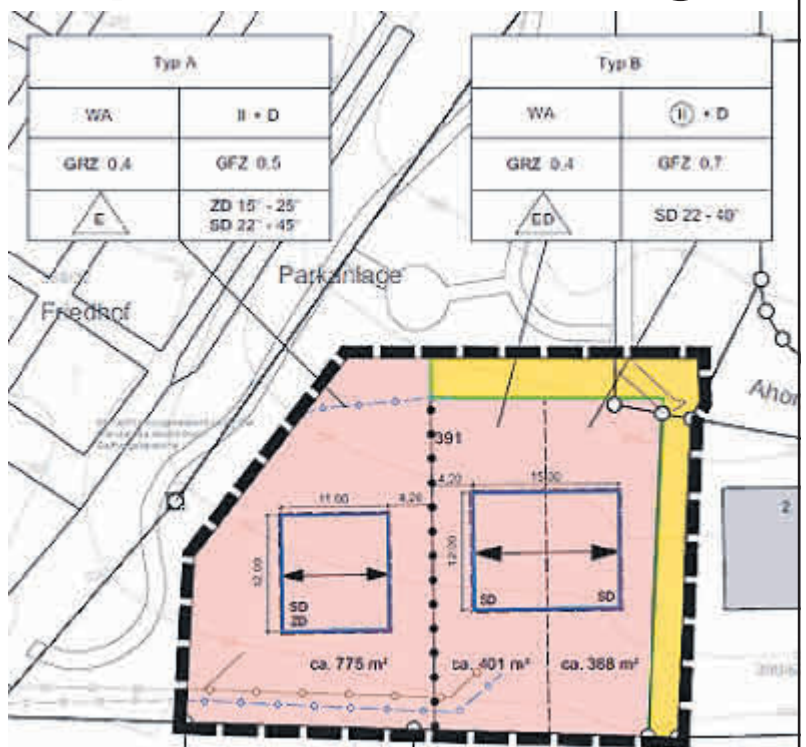 Typ A
WA
II + D
GRZ 0.4
GFZ 0.5
E
ZD 15° - 25°
SD 22° - 45°
Typ B
WA
II + D
GRZ 0.4
GFZ 0.7
ED
SD 22 - 40°
Parkanlage
Friedhof
391
11.00
4,20
4,20
15.00
12.00
12.00
2
SD
ZD
SD
SD
ca. 775 m²
ca. 401 m²
ca. 388 m²